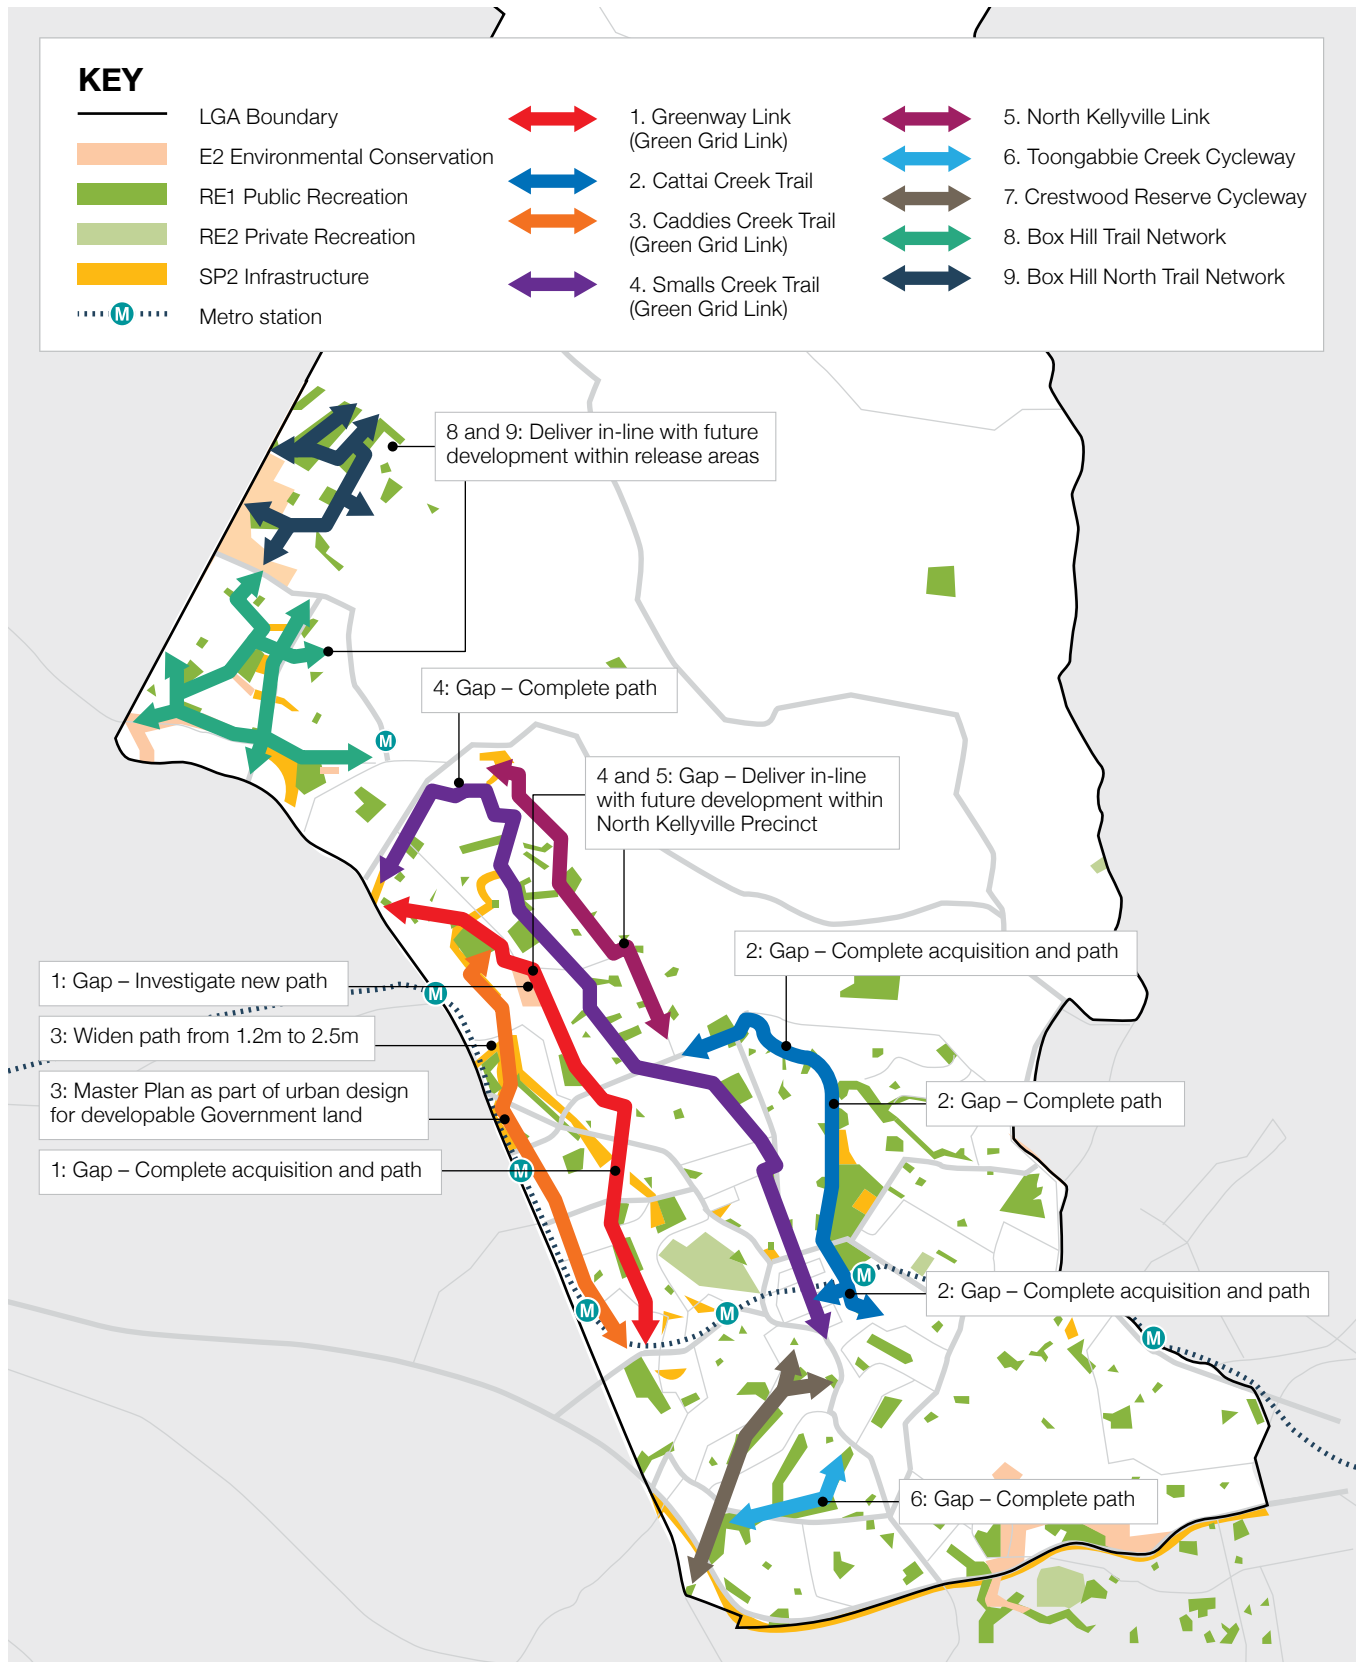 KEY
LGA Boundary
E2 Environmental Conservation
RE1 Public Recreation
RE2 Private Recreation
SP2 Infrastructure
M
Metro station
1. Greenway Link
(Green Grid Link)
2. Cattai Creek Trail
3. Caddies Creek Trail
(Green Grid Link)
4. Smalls Creek Trail
(Green Grid Link)
5. North Kellyville Link
6. Toongabbie Creek Cycleway
7. Crestwood Reserve Cycleway
8. Box Hill Trail Network
9. Box Hill North Trail Network
8 and 9: Deliver in-line with future
development within release areas
4: Gap – Complete path
M
4 and 5: Gap – Deliver in-line
with future development within
North Kellyville Precinct
2: Gap – Complete acquisition and path
1: Gap – Investigate new path
M
3: Widen path from 1.2m to 2.5m
3: Master Plan as part of urban design
for developable Government land
2: Gap – Complete path
1: Gap – Complete acquisition and path
M
M
2: Gap – Complete acquisition and path
M
M
M
6: Gap – Complete path